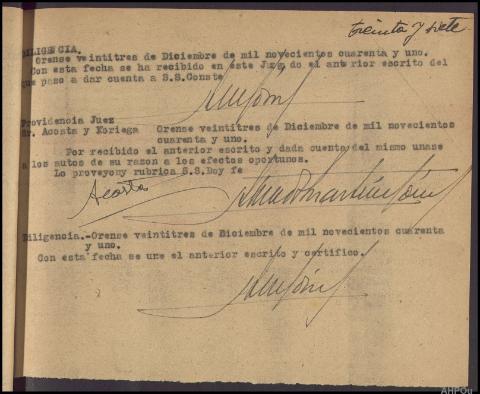 treinta y siete
DILIGENCIA.
Orense veintitres de Diciembre de mil novecientos cuarenta y uno.
Con esta fecha se ha recibido en este Juzgado el anterior escrito del
que paso a dar cuenta a S.S.Conste
Providencia Juez
Sr. Acosta y Noriega Orense veintitres de Diciembre de mil novecientos
cuarenta y uno.
Por recibido el anterior escrito y dada cuenta del mismo unase
a los autos de su razon a los efectos oportunos.
Lo proveyomy rubrica S.S.Doy fe
Acosta
Diligencia.-Orense veintitres de Diciembre de mil novecientos cuarenta
y uno.
Con esta fecha se une el anterior escrito y certifico.
AHPOu